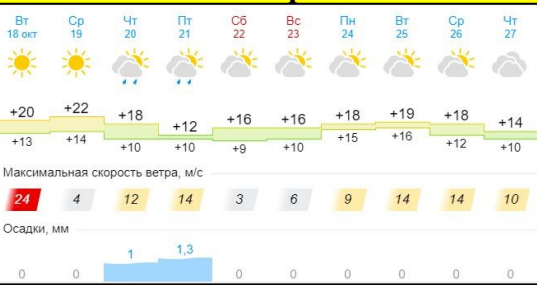 Вт Ср Чт Пт Сб Вс Пн Вт Ср Чт
18 окт 19 20 21 22 23 24 25 26 27
+20 +22 +18 +12 +16 +16 +18 +19 +18 +14
+13 +14 +10 +10 +9 +10 +15 +16 +12 +10
Максимальная скорость ветра, м/с
24 4 12 14 3 6 9 14 14 10
Осадки, мм
0 0 1 1,3 0 0 0 0 0 0